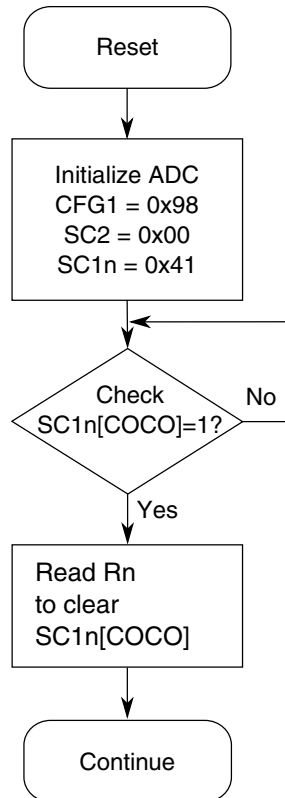 Reset
Initialize ADC
CFG1 = 0x98
SC2 = 0x00
SC1n = 0x41
Check
SC1n[COCO]=1?
No
Yes
Read Rn
to clear
SC1n[COCO]
Continue